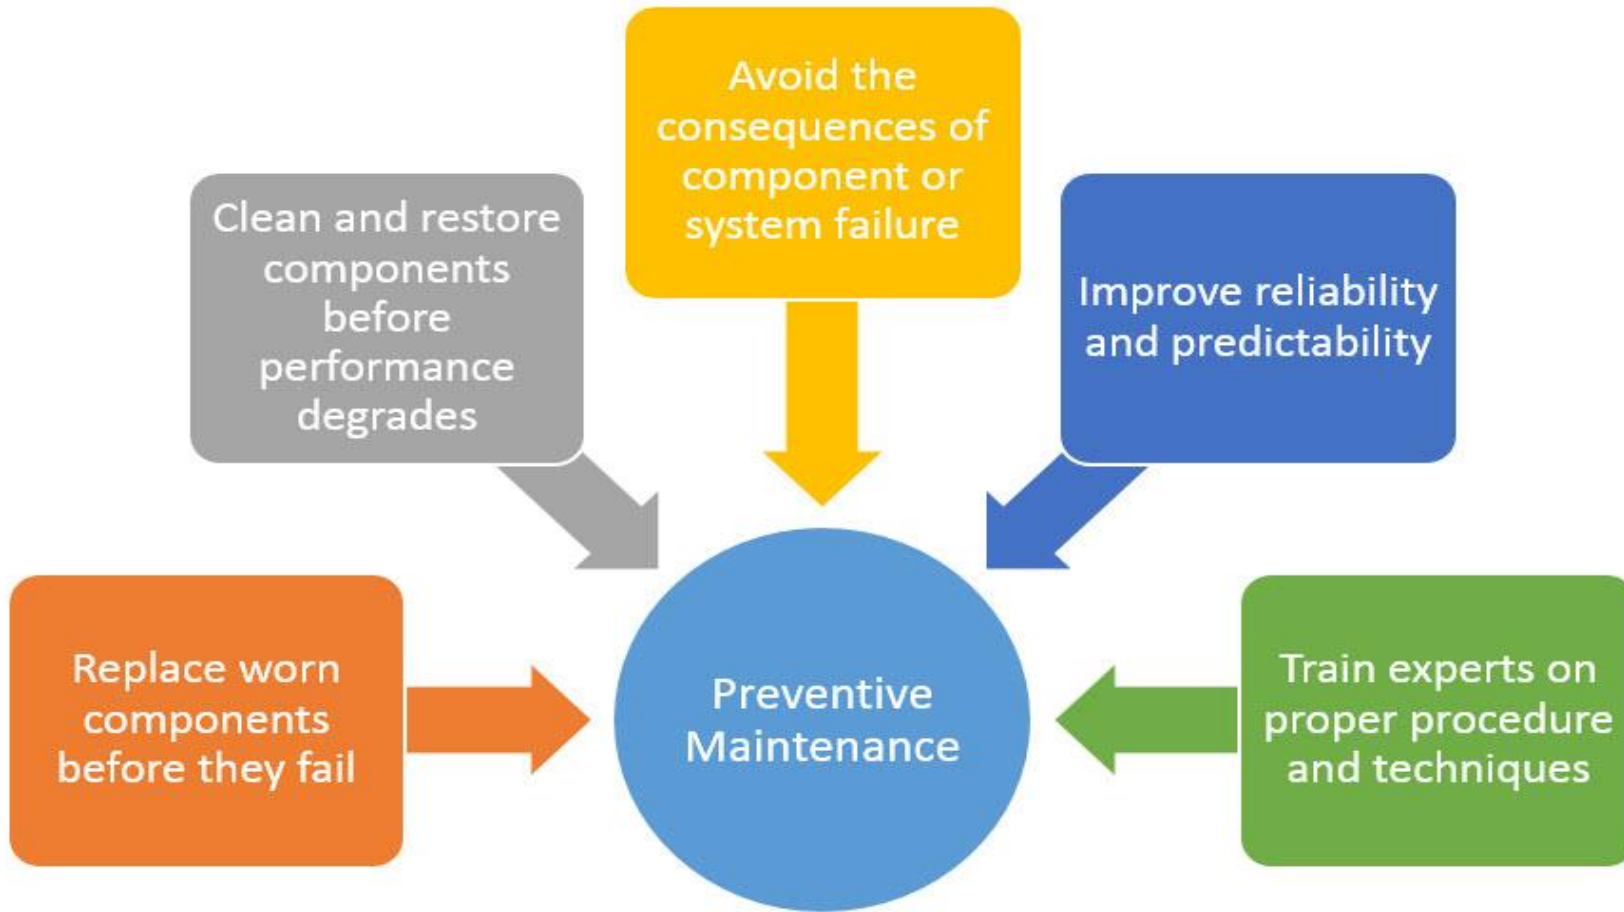 Avoid the
consequences of
component or
system failure
Clean and restore
components
before
performance
degrades
Improve reliability
and predictability
Replace worn
components
before they fail
Preventive
Maintenance
Train experts on
proper procedure
and techniques